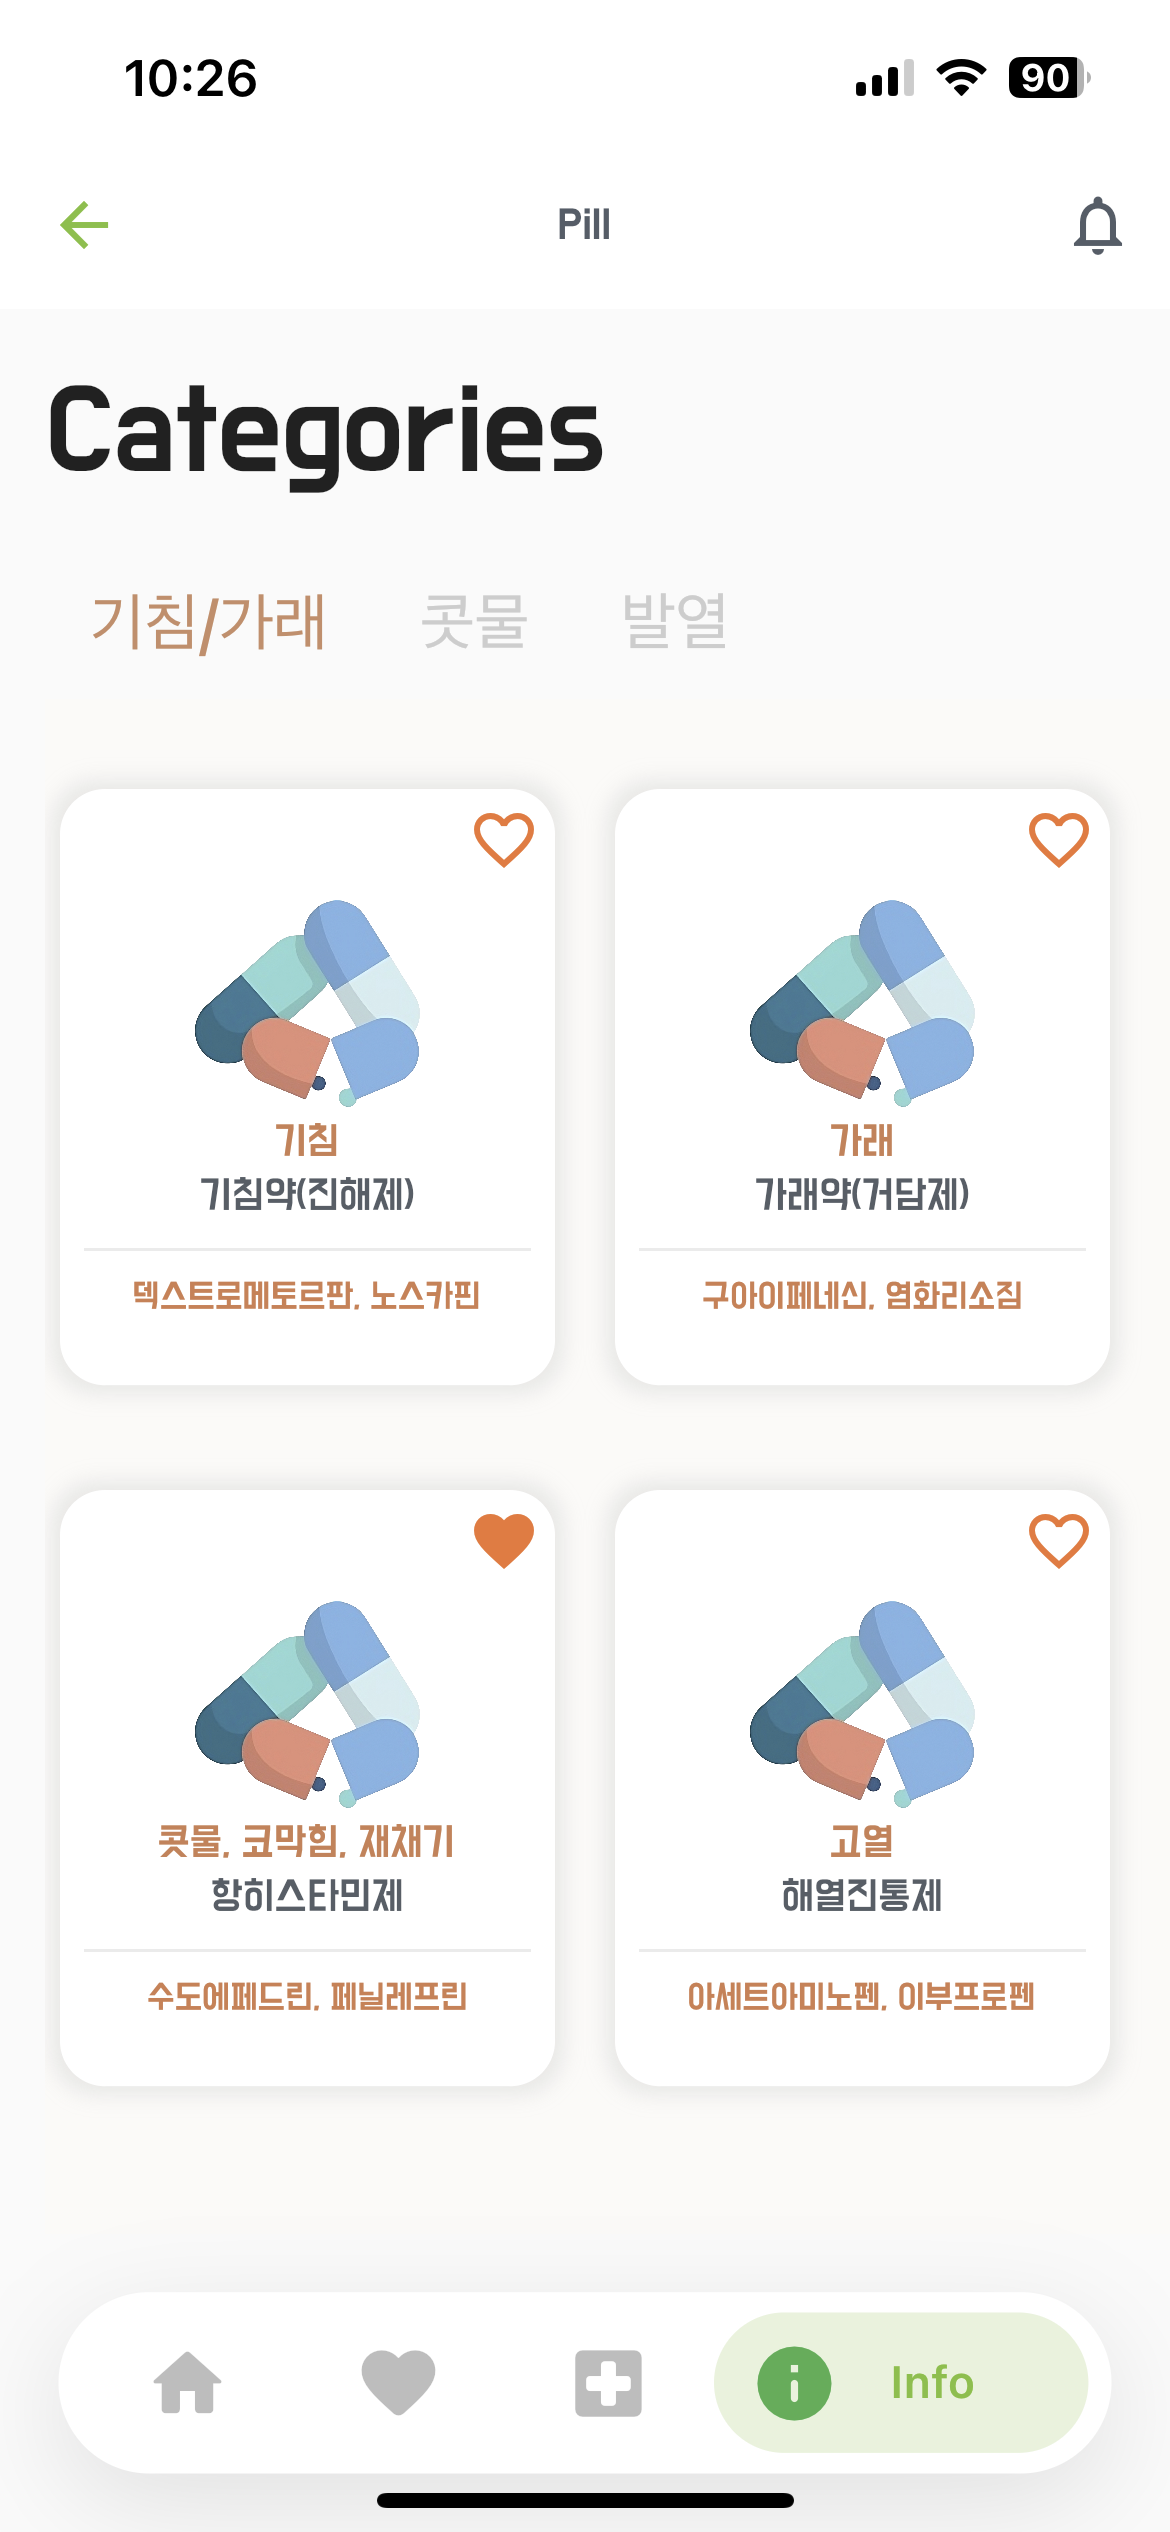 10:26
90
Pill
Categories
기침/가래 콧물 발열
기침
기침약(진해제)
덱스트로메토르판, 노스카핀
가래
가래약(거담제)
구아이페네신, 염화리소짐
콧물, 코막힘, 재채기
항히스타민제
수도에페드린, 페닐레프린
고열
해열진통제
아세트아미노펜, 이부프로펜
Info